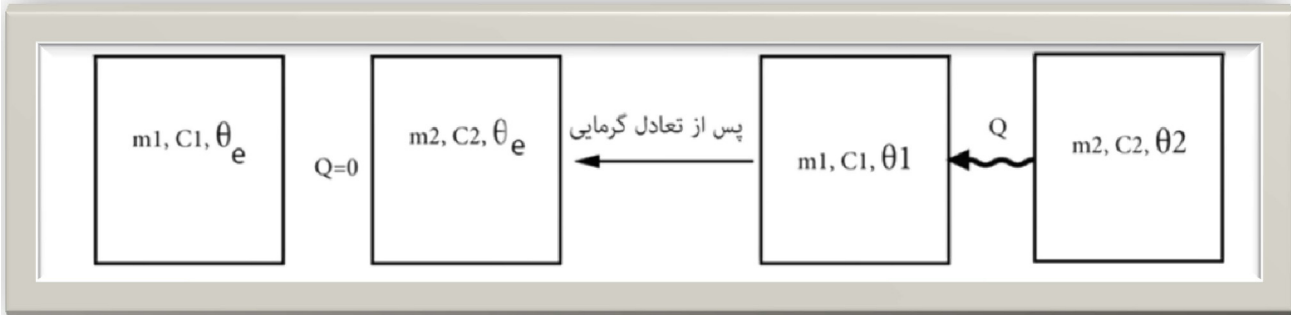 m2, C2, θ2
Q
m1, C1, θ1
پس از تعادل گرمایی
m2, C2, θe
Q=0
m1, C1, θe